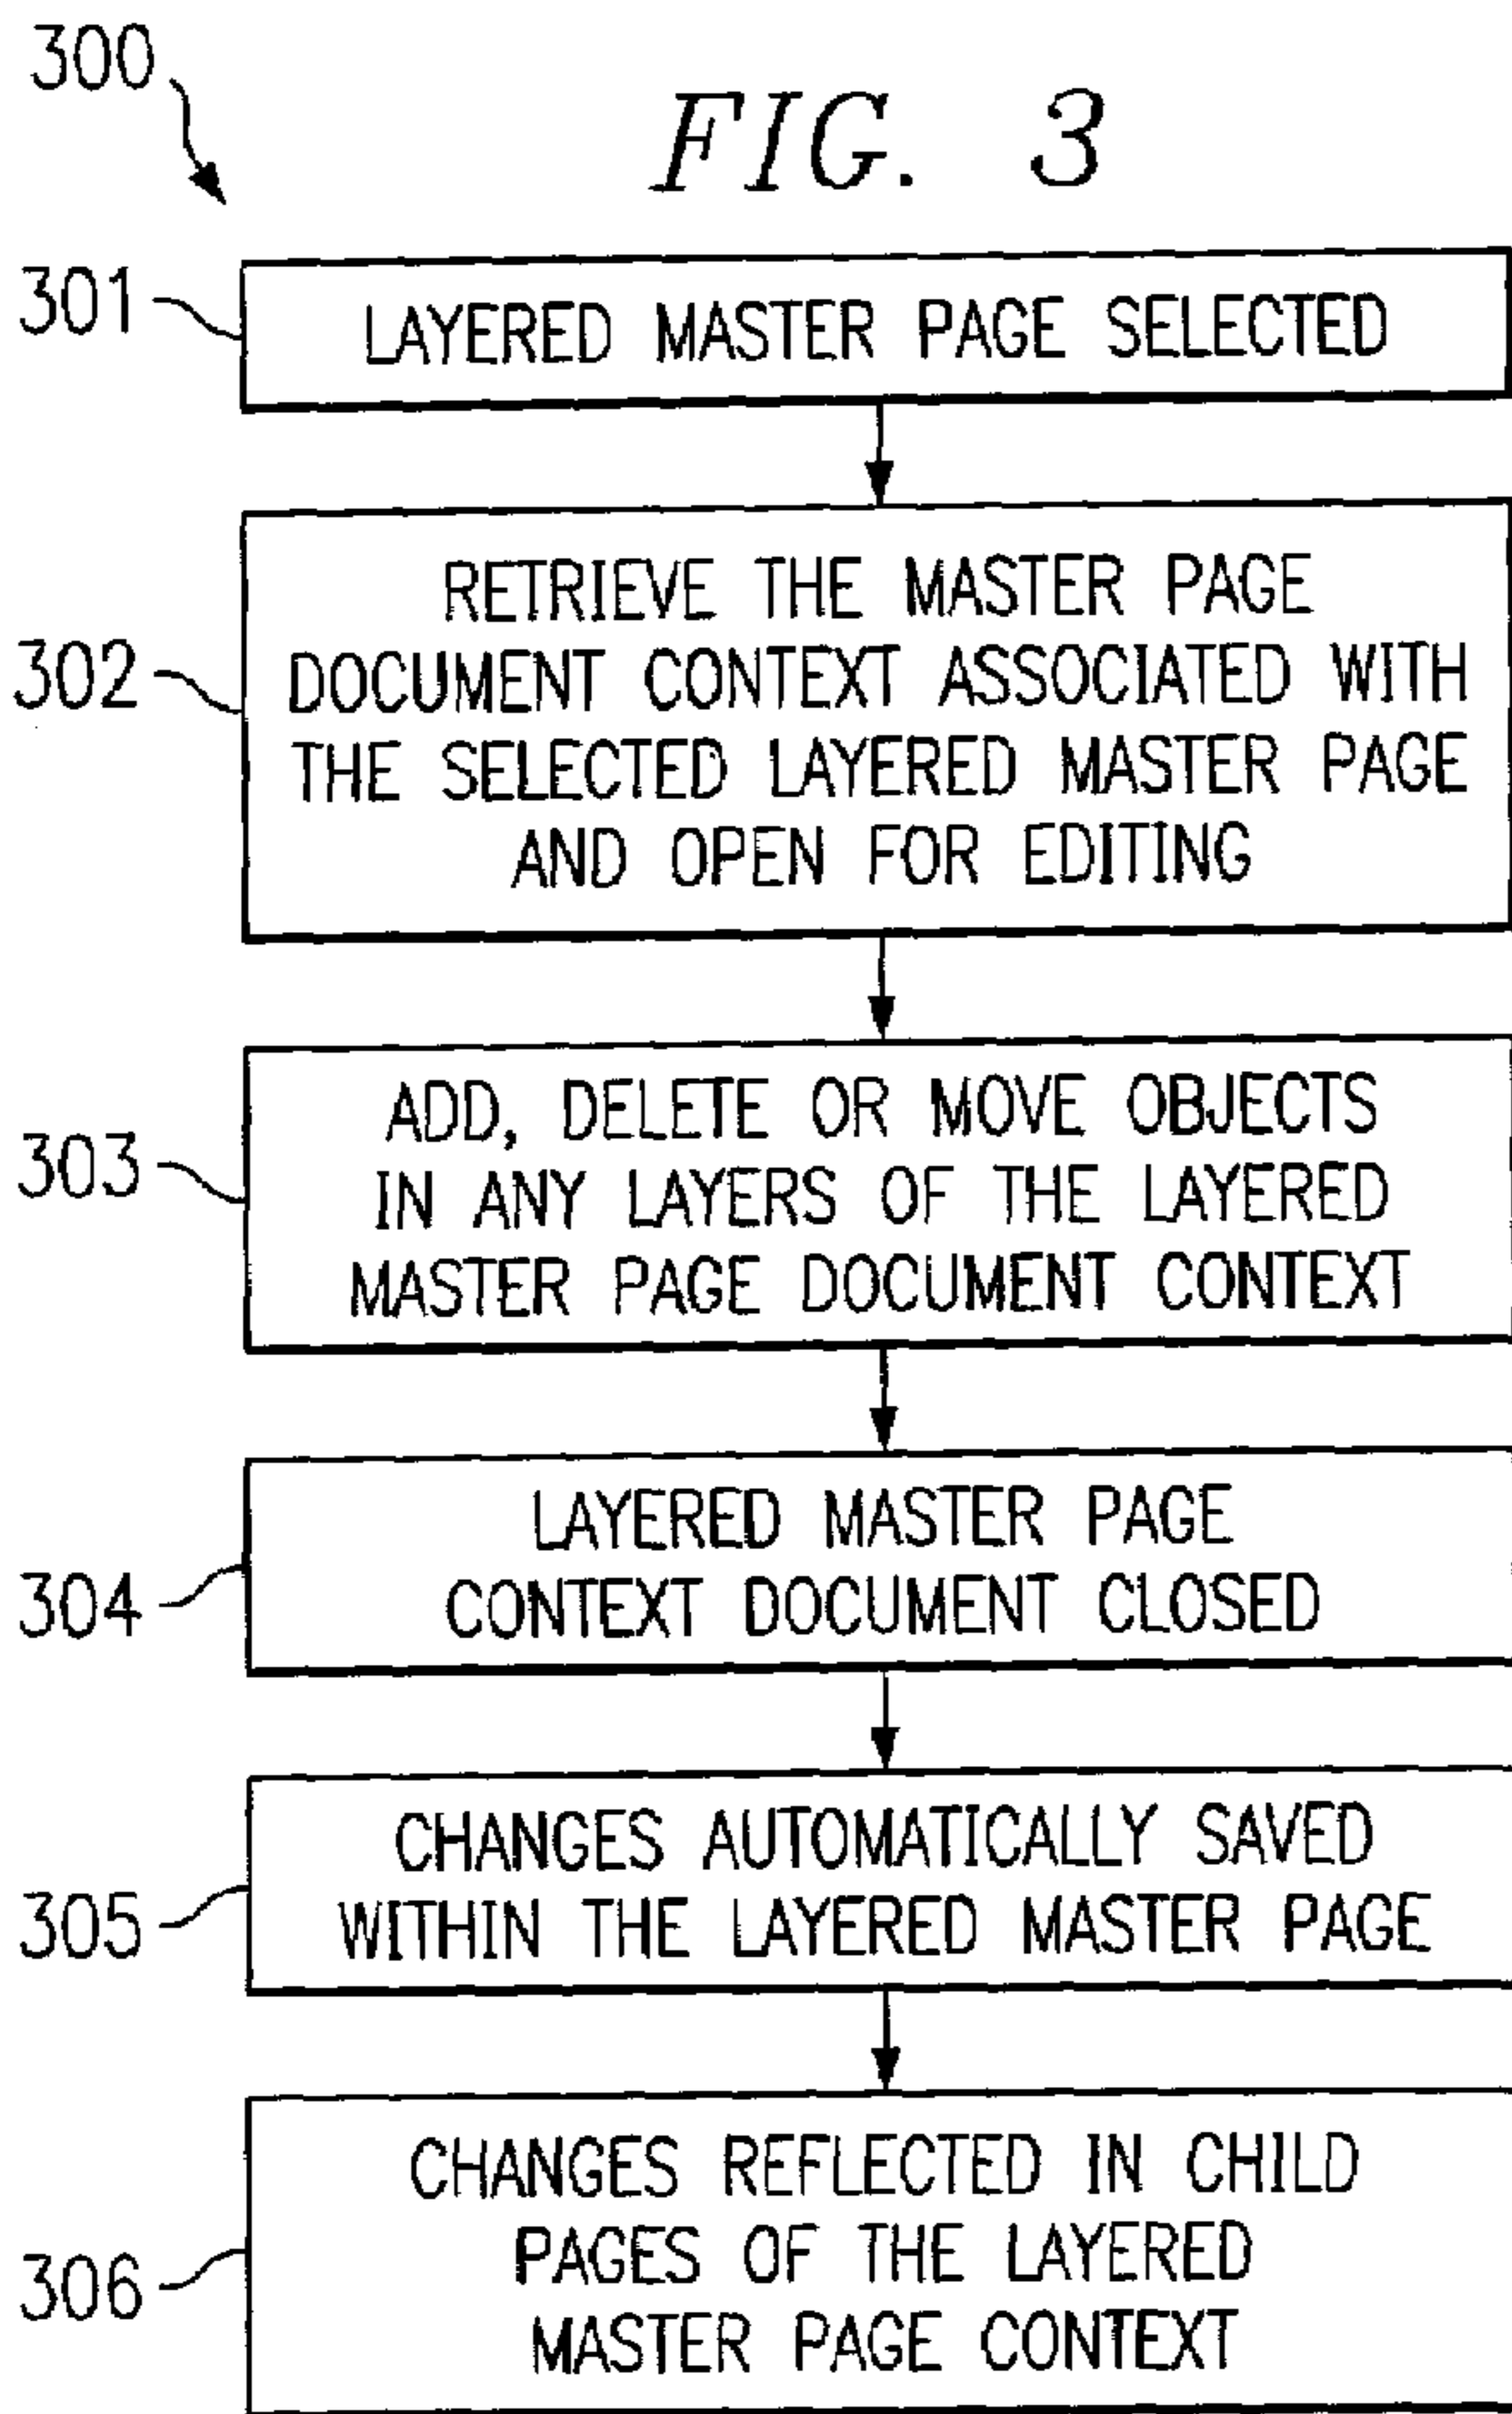 300
FIG. 3
301
LAYERED MASTER PAGE SELECTED
302
RETRIEVE THE MASTER PAGE
DOCUMENT CONTEXT ASSOCIATED WITH
THE SELECTED LAYERED MASTER PAGE
AND OPEN FOR EDITING
303
ADD, DELETE OR MOVE OBJECTS
IN ANY LAYERS OF THE LAYERED
MASTER PAGE DOCUMENT CONTEXT
304
LAYERED MASTER PAGE
CONTEXT DOCUMENT CLOSED
305
CHANGES AUTOMATICALLY SAVED
WITHIN THE LAYERED MASTER PAGE
306
CHANGES REFLECTED IN CHILD
PAGES OF THE LAYERED
MASTER PAGE CONTEXT